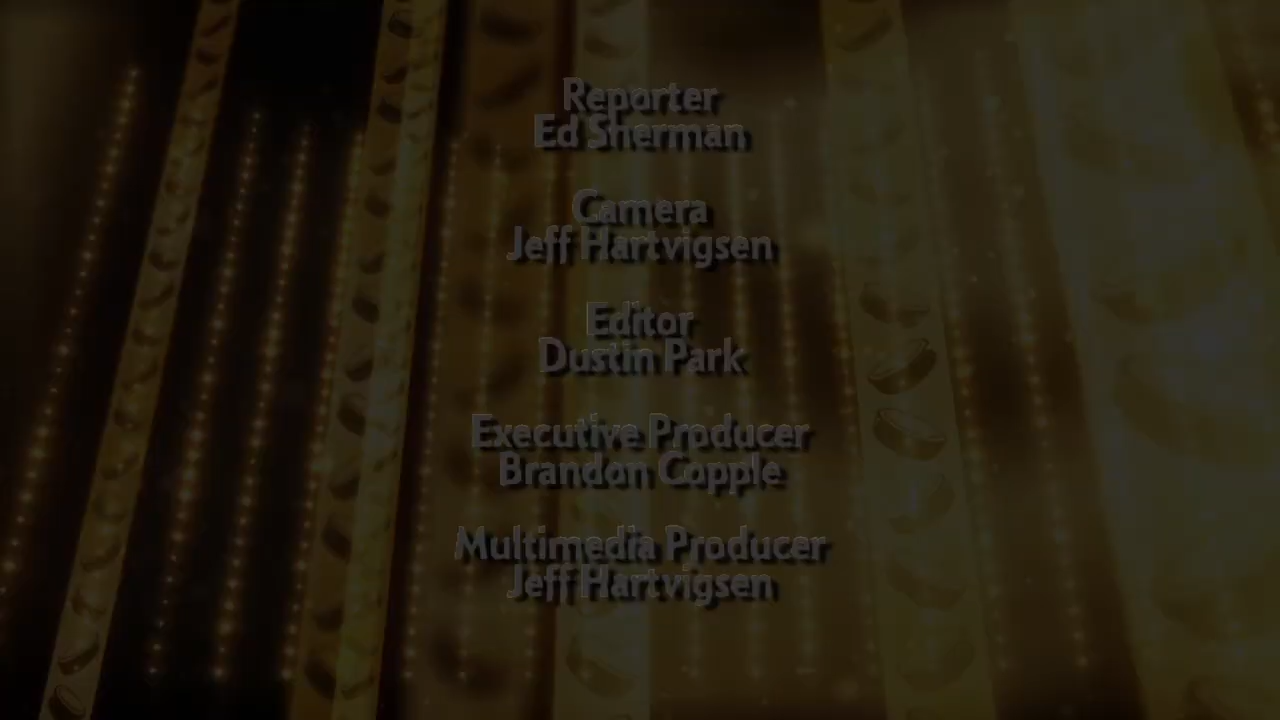 Reporter
Ed Sherman
Camera
Jeff Hartvigsen
Editor
Dustin Park
Executive Producer
Brandon Copple
Multimedia Producer
Jeff Hartvigsen